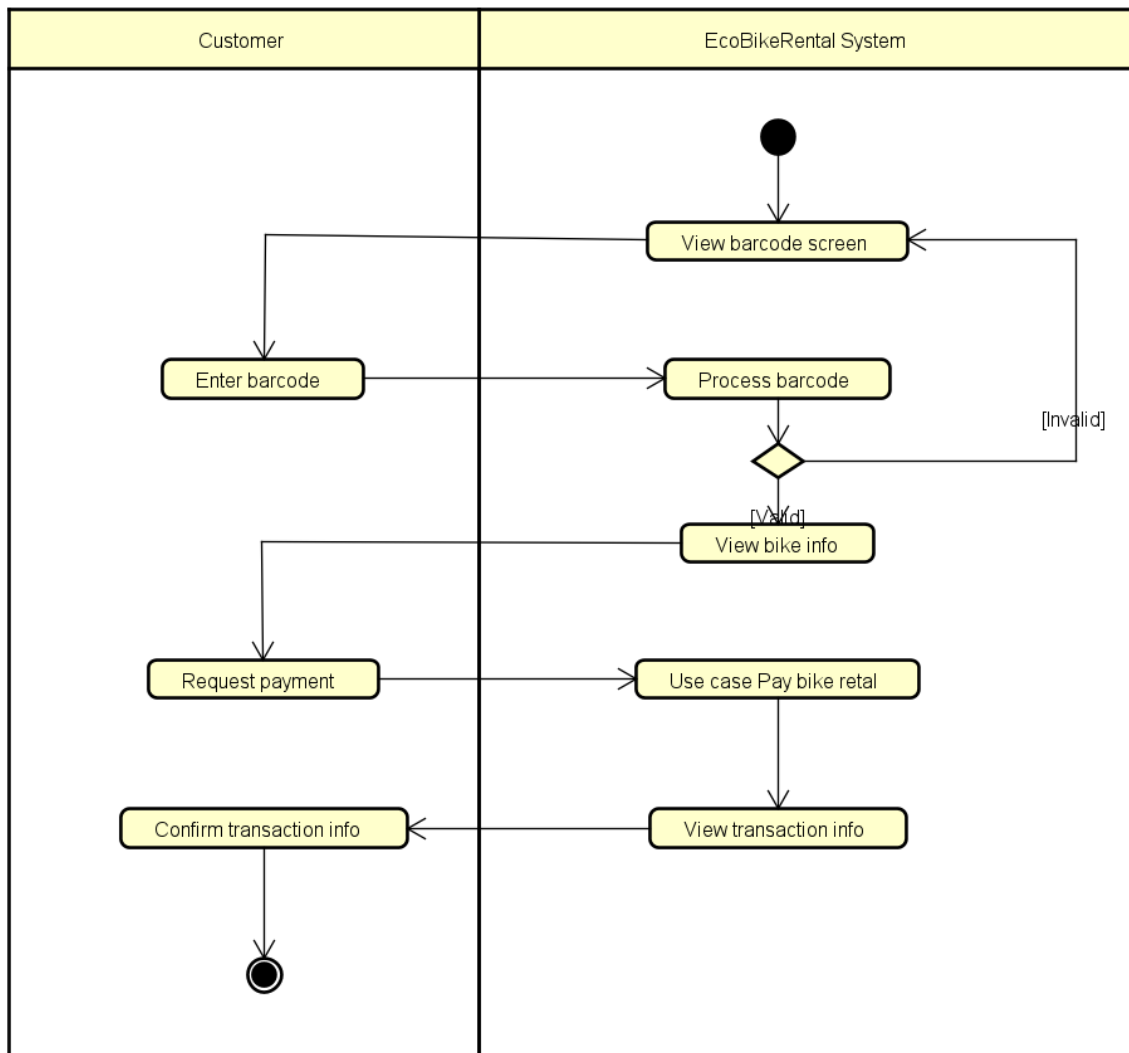 Customer
EcoBikeRental System
View barcode screen
Enter barcode
Process barcode
[Invalid]
[Valid]
View bike info
Request payment
Use case Pay bike retal
Confirm transaction info
View transaction info